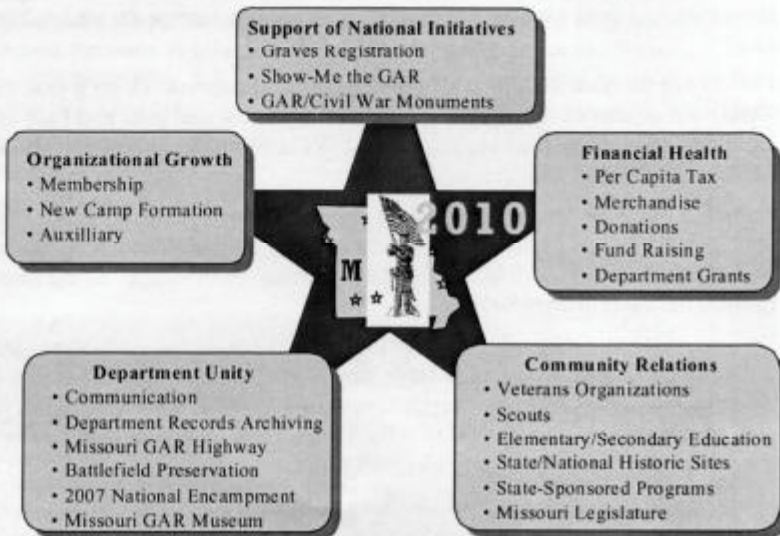 Support of National Initiatives
• Graves Registration
• Show-Me the GAR
• GAR/Civil War Monuments
Organizational Growth
• Membership
• New Camp Formation
• Auxilliary
Financial Health
• Per Capita Tax
• Merchandise
• Donations
• Fund Raising
• Department Grants
2010
M
Department Unity
• Communication
• Department Records Archiving
• Missouri GAR Highway
• Battlefield Preservation
• 2007 National Encampment
• Missouri GAR Museum
Community Relations
• Veterans Organizations
• Scouts
• Elementary/Secondary Education
• State/National Historic Sites
• State-Sponsored Programs
• Missouri Legislature